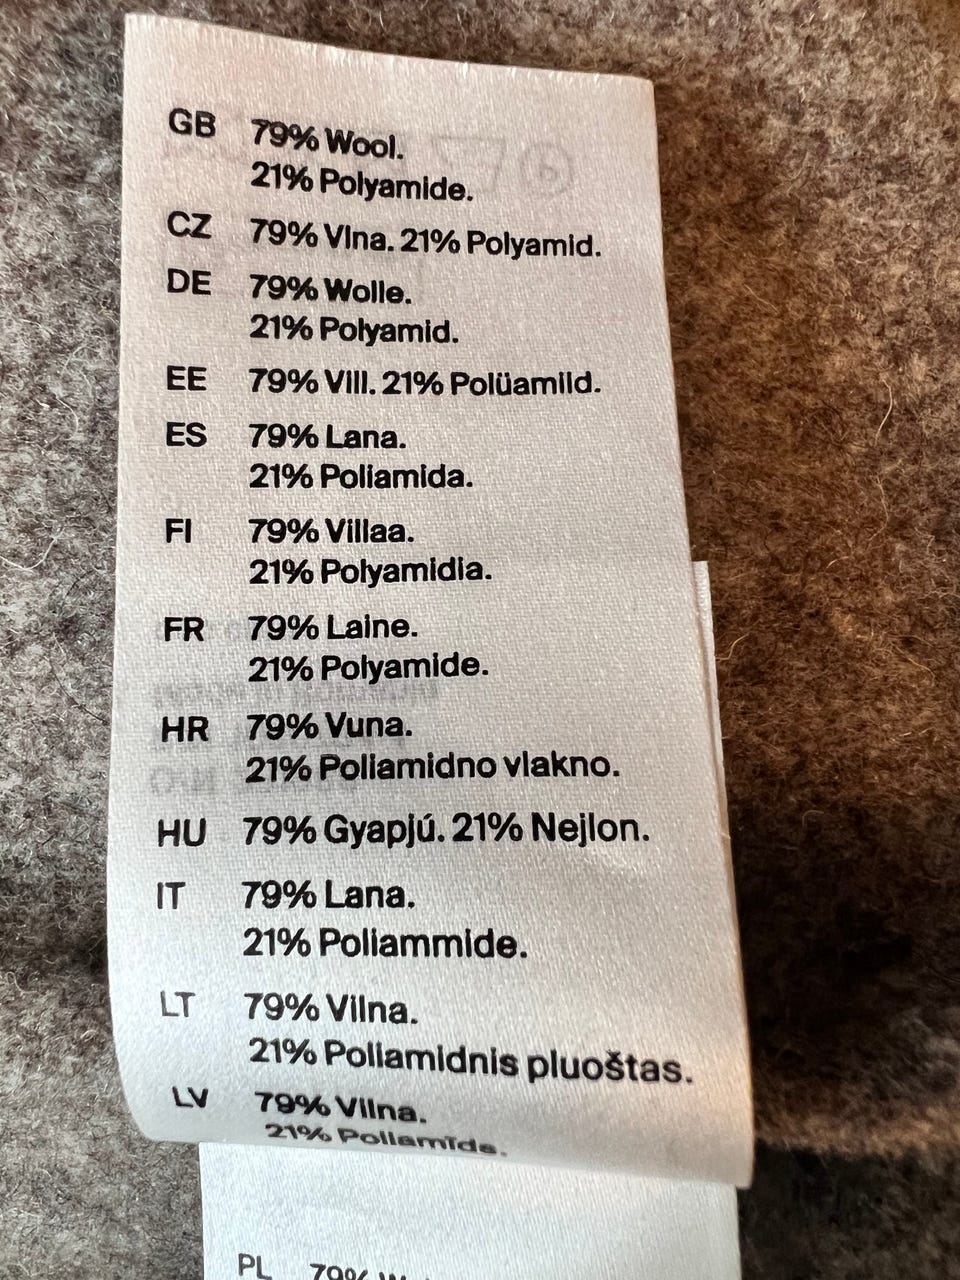 GB 79% Wool.
21% Polyamide.
CZ 79% Vlna. 21% Polyamid.
DE 79% Wolle.
21% Polyamid.
EE 79% Vill. 21% Polüamiid.
ES 79% Lana.
21% Poliamida.
FI 79% Villaa.
21% Polyamidia.
FR 79% Laine.
21% Polyamide.
HR 79% Vuna.
21% Poliamidno vlakno.
HU 79% Gyapjú. 21% Nejlon.
IT 79% Lana.
21% Poliammide.
LT 79% Vilna.
21% Poliamidnis pluoštas.
LV 79% Vilna.
21% Poliamīds.
PL 79%